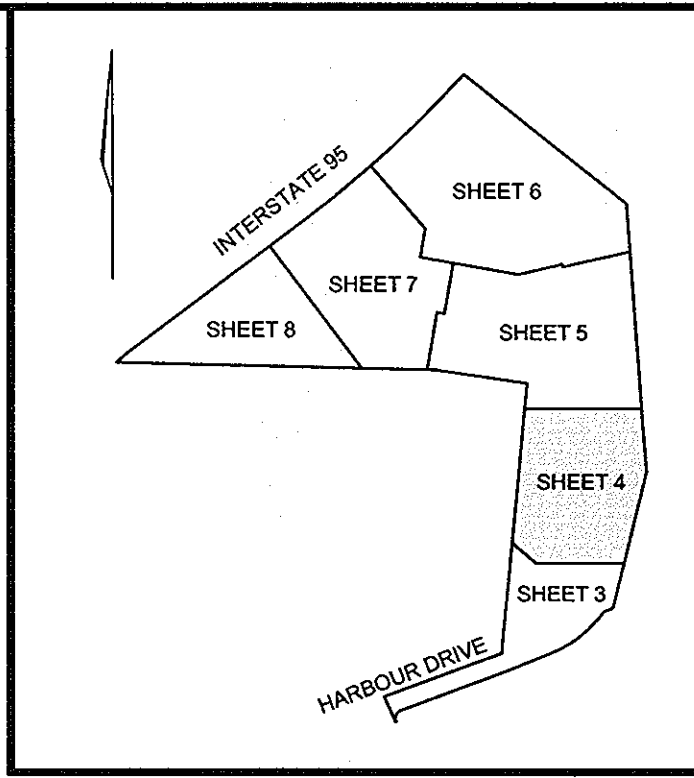 INTERSTATE 95
SHEET 6
SHEET 7
SHEET 8
SHEET 5
SHEET 4
SHEET 3
HARBOUR DRIVE